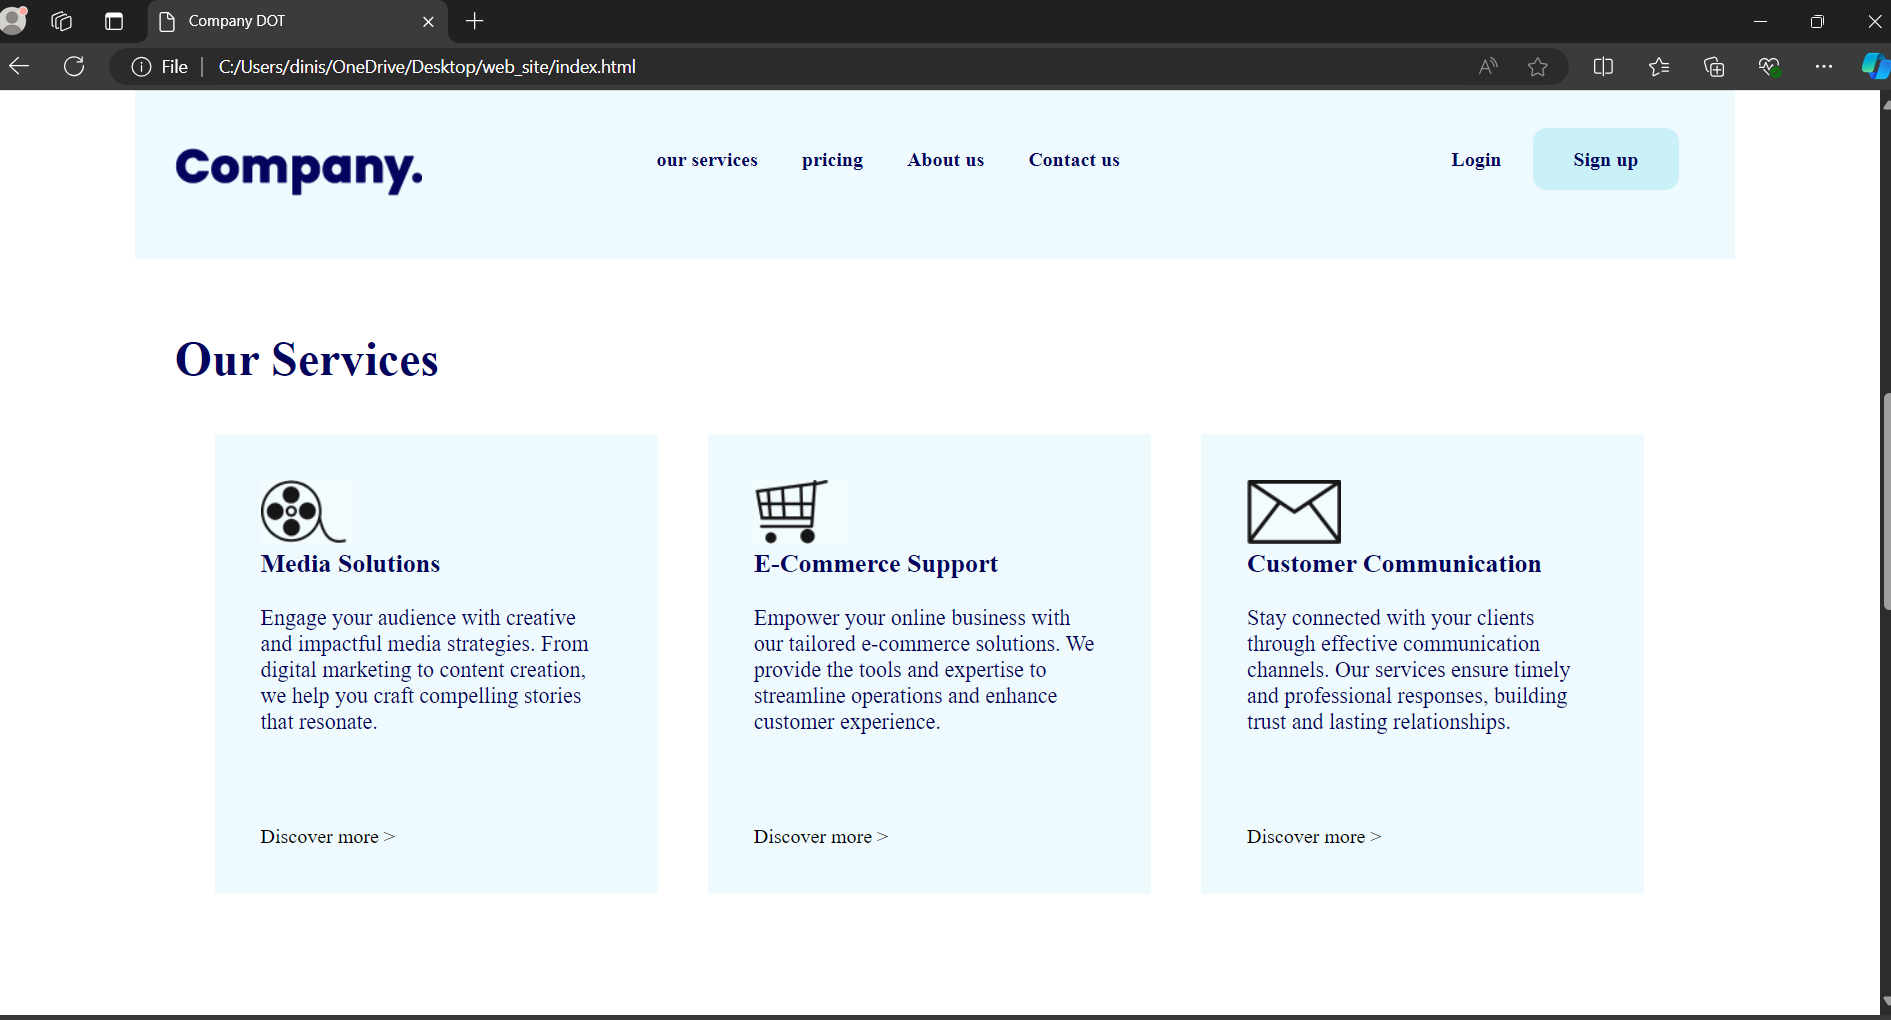 Company DOT
File
C:/Users/dinis/OneDrive/Desktop/web_site/index.html
Company.
our services
pricing
About us
Contact us
Login
Sign up
Our Services
Media Solutions
Engage your audience with creative
and impactful media strategies. From
digital marketing to content creation,
we help you craft compelling stories
that resonate.
Discover more >
E-Commerce Support
Empower your online business with
our tailored e-commerce solutions. We
provide the tools and expertise to
streamline operations and enhance
customer experience.
Discover more >
Customer Communication
Stay connected with your clients
through effective communication
channels. Our services ensure timely
and professional responses, building
trust and lasting relationships.
Discover more >